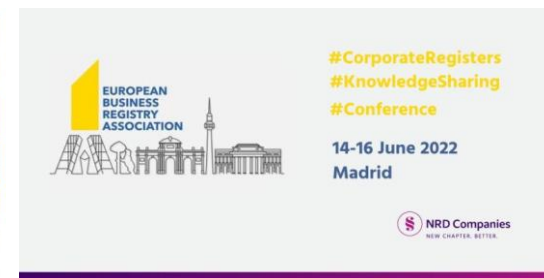 EUROPEAN
BUSINESS
REGISTRY
ASSOCIATION
#CorporateRegisters
#KnowledgeSharing
#Conference
14-16 June 2022
Madrid
NRD Companies
NEW CHAPTER. BETTER.